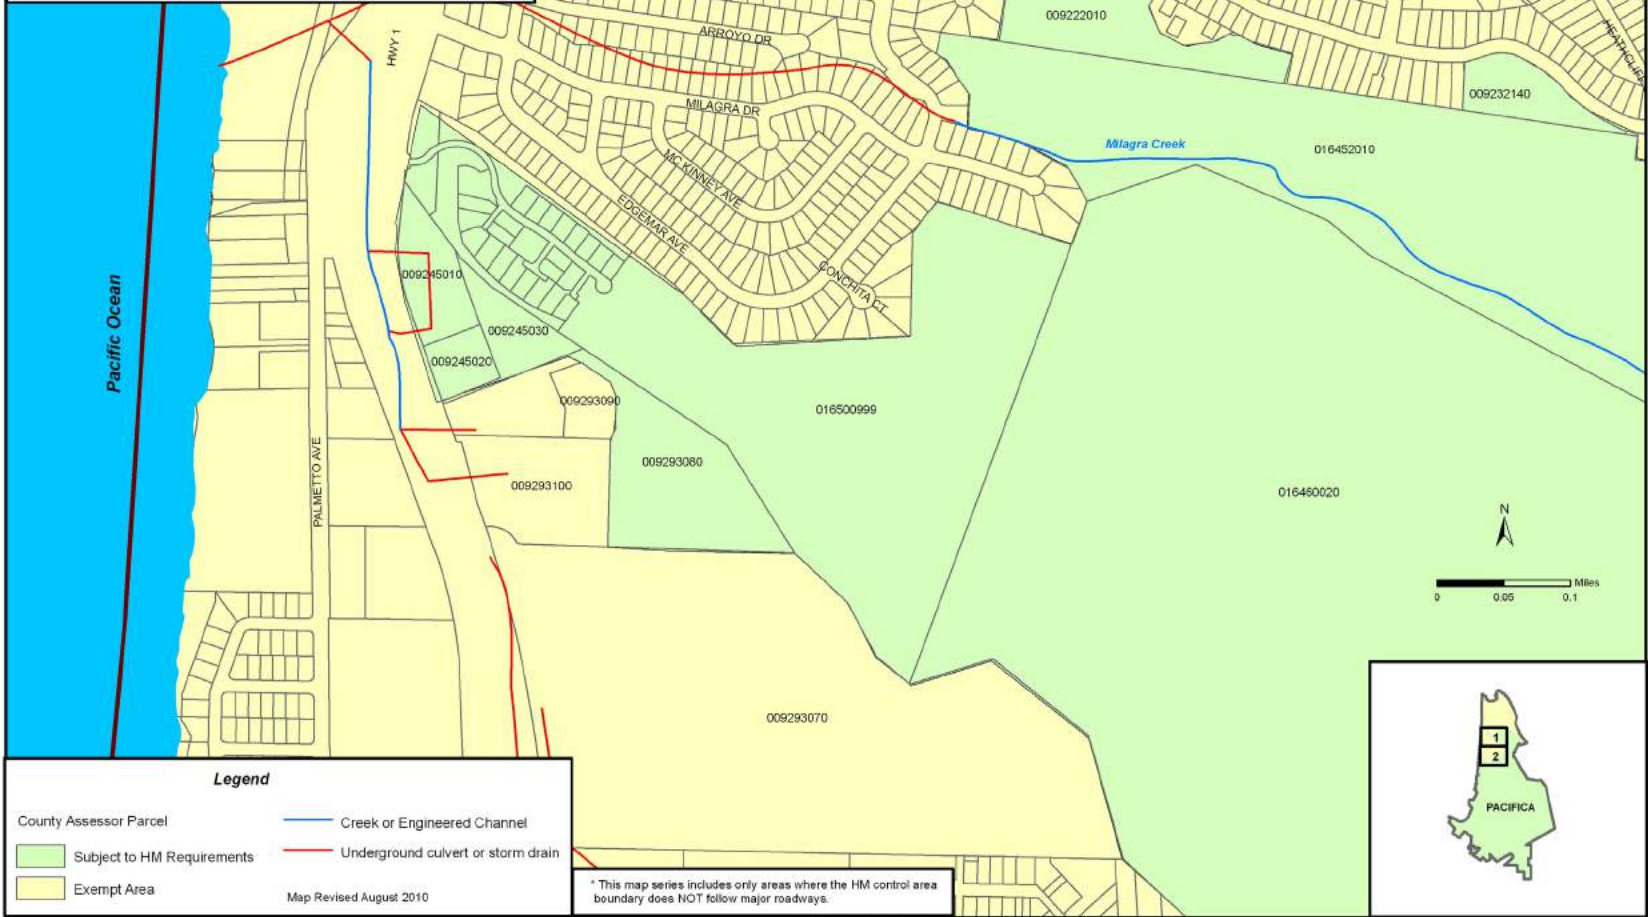 009222010
HEATHCLIFF
HWY 1
ARROYO DR
009232140
MILAGRA DR
Milagra Creek
016452010
MC KINNEY AVE
EDGEMAR AVE
CONCHITA CT
009245010
Pacific Ocean
009245030
009245020
009293090
016500999
009293080
PALMETTO AVE
009293100
016460020
N
Miles
0
0.05
0.1
009293070
1
2
PACIFICA
Legend
County Assessor Parcel
Creek or Engineered Channel
Subject to HM Requirements
Underground culvert or storm drain
Exempt Area
Map Revised August 2010
* This map series includes only areas where the HM control area
boundary does NOT follow major roadways.